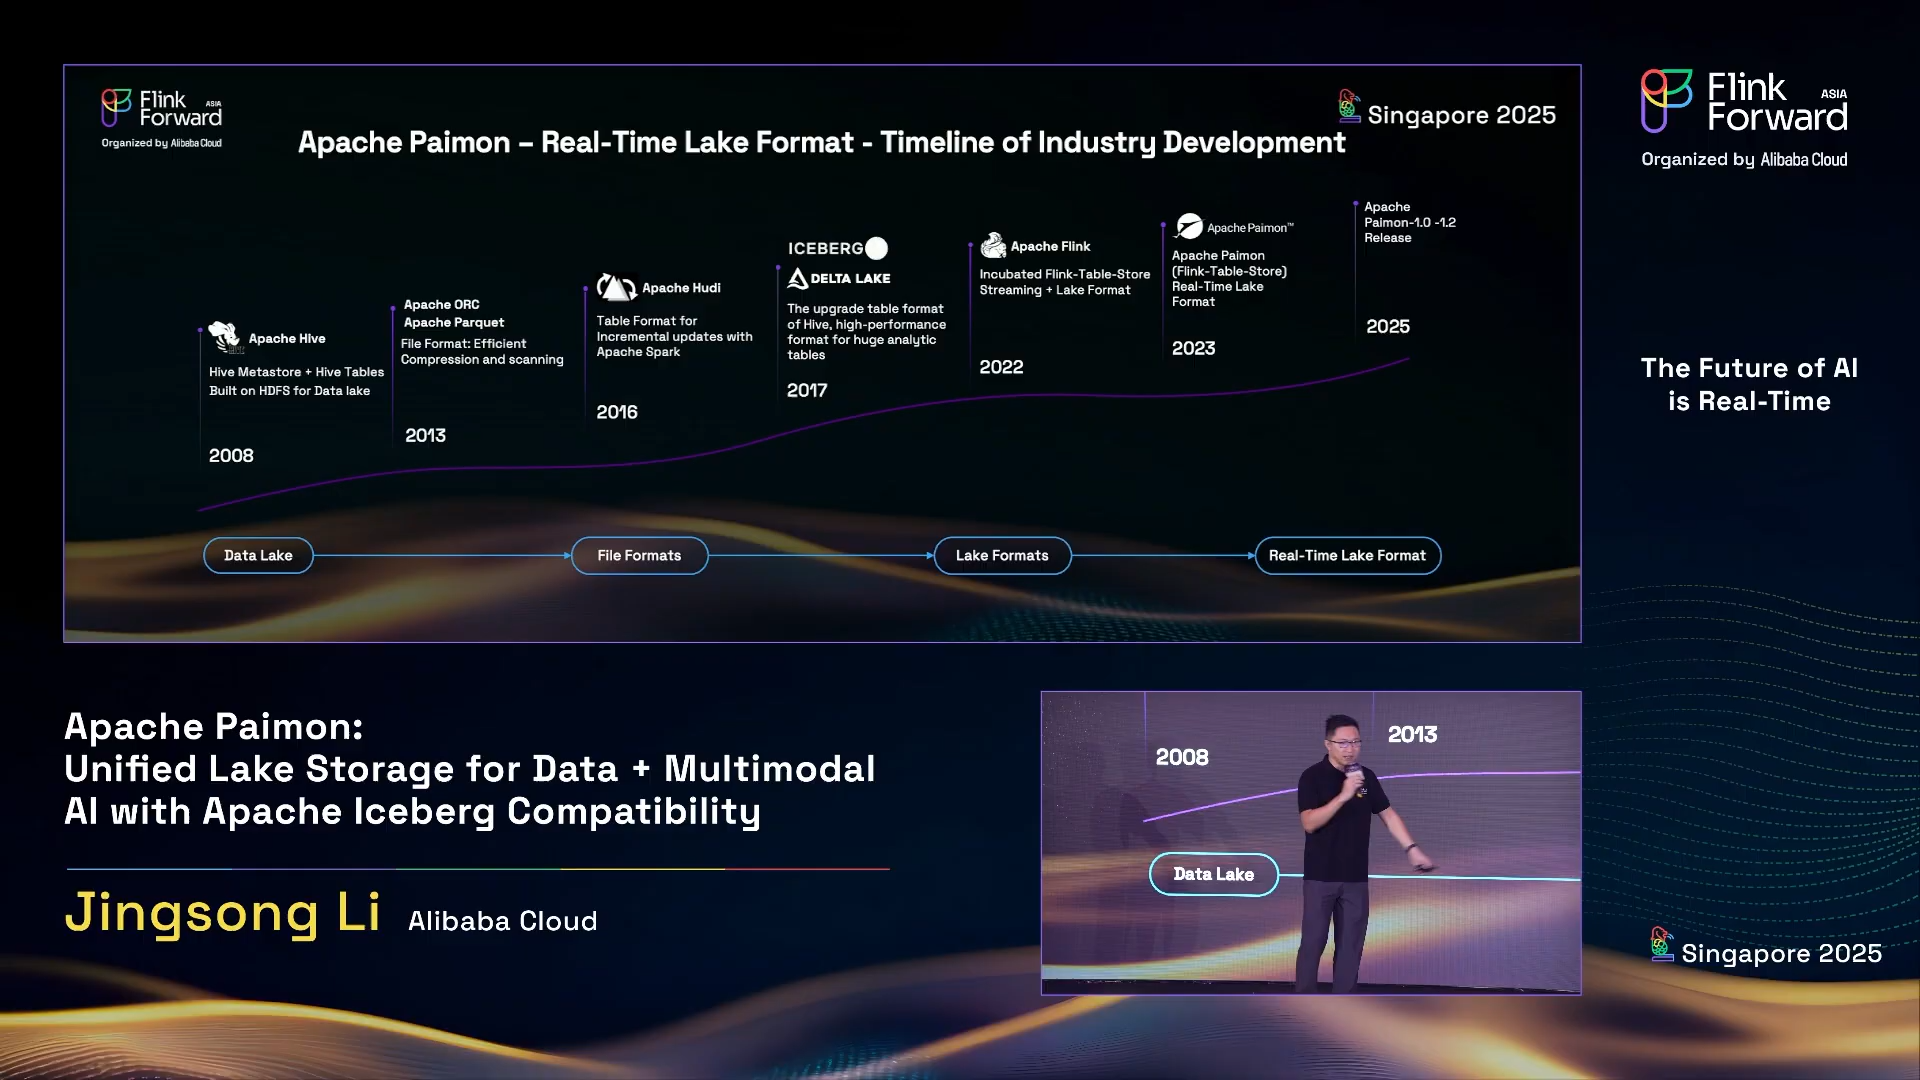 Flink
Forward
ASIA
Organized by Alibaba Cloud
Singapore 2025
Apache Paimon – Real-Time Lake Format - Timeline of Industry Development
Apache Hive
Hive Metastore + Hive Tables
Built on HDFS for Data lake
2008
Apache ORC
Apache Parquet
File Format: Efficient
Compression and scanning
2013
Apache Hudi
Table Format for
Incremental updates with
Apache Spark
2016
ICEBERG
DELTA LAKE
The upgrade table format
of Hive, high-performance
format for huge analytic
tables
2017
Apache Flink
Incubated Flink-Table-Store
Streaming + Lake Format
2022
Apache Paimon™
Apache Paimon
(Flink-Table-Store)
Real-Time Lake
Format
2023
Apache
Paimon-1.0 -1.2
Release
2025
Data Lake
File Formats
Lake Formats
Real-Time Lake Format
Flink
Forward
ASIA
Organized by Alibaba Cloud
The Future of AI
is Real-Time
Apache Paimon:
Unified Lake Storage for Data + Multimodal
AI with Apache Iceberg Compatibility
Jingsong Li Alibaba Cloud
2008
2013
Data Lake
Singapore 2025